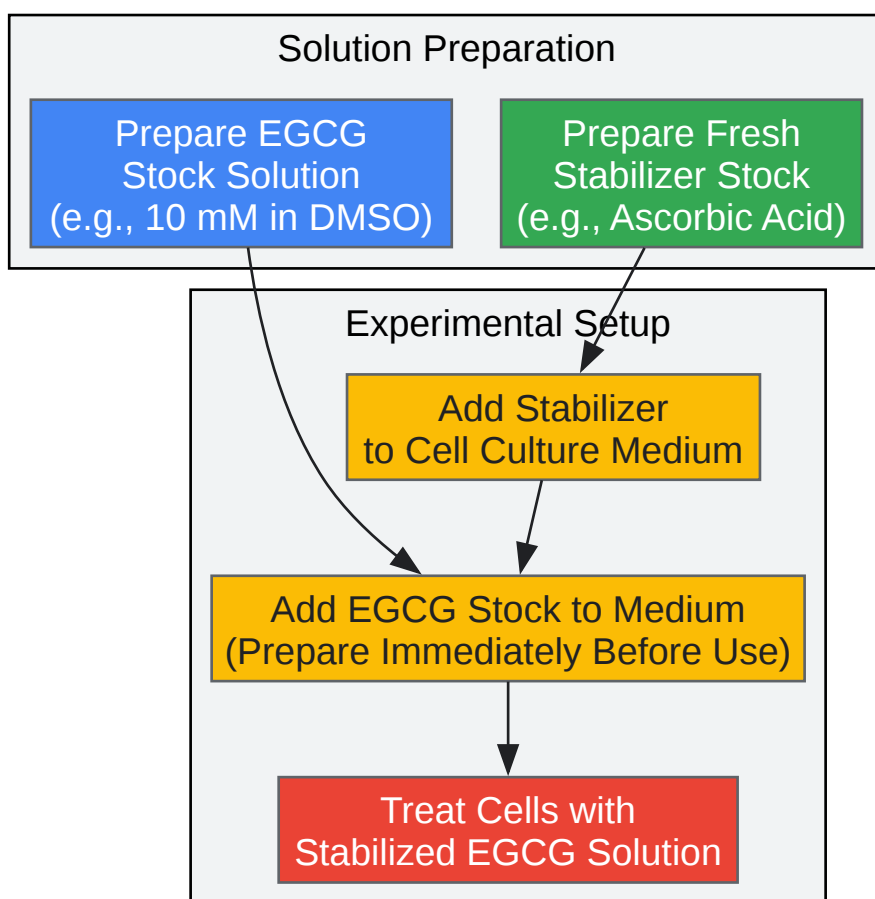 Solution Preparation
Prepare EGCG
Stock Solution
(e.g., 10 mM in DMSO)
Prepare Fresh
Stabilizer Stock
(e.g., Ascorbic Acid)
Experimental Setup
Add Stabilizer
to Cell Culture Medium
Add EGCG Stock to Medium
(Prepare Immediately Before Use)
Treat Cells with
Stabilized EGCG Solution